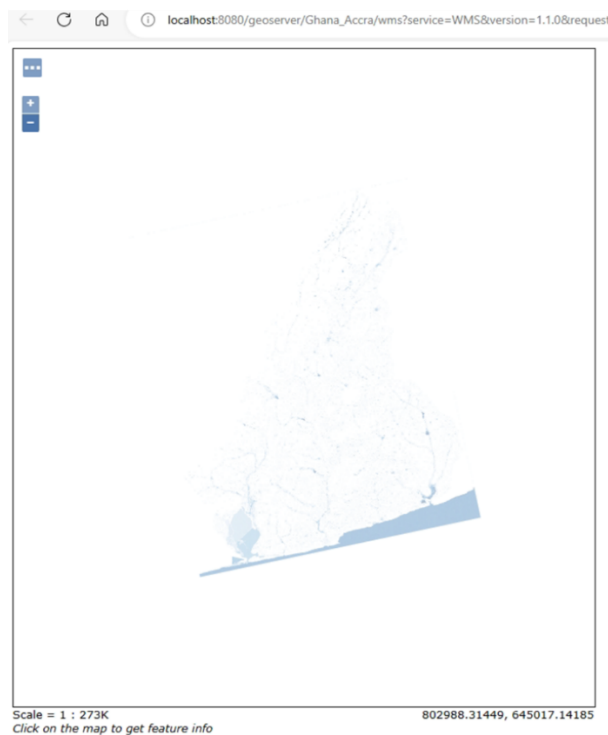 localhost:8080/geoserver/Ghana_Accra/wms?service=WMS&version=1.1.0&request
+
−
Scale = 1 : 273K
802988.31449, 645017.14185
Click on the map to get feature info